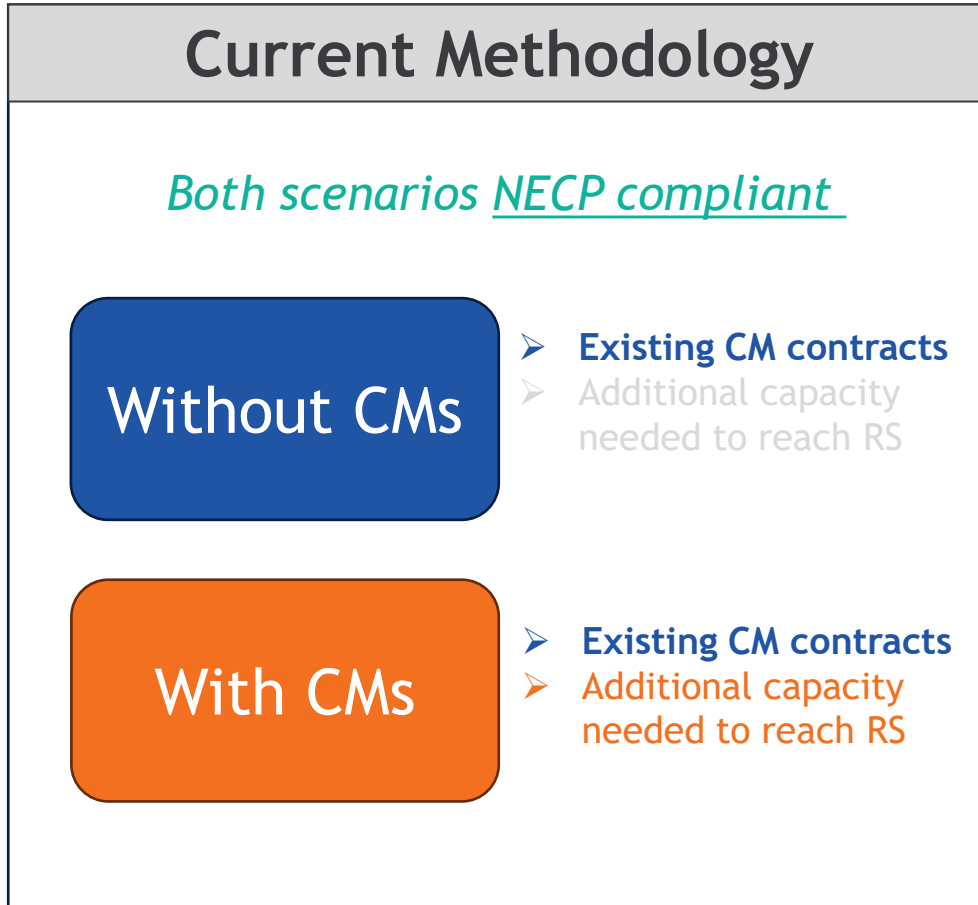 Current Methodology
Both scenarios NECP compliant
Without CMs
➢ Existing CM contracts
➢ Additional capacity
needed to reach RS
With CMs
➢ Existing CM contracts
➢ Additional capacity
needed to reach RS